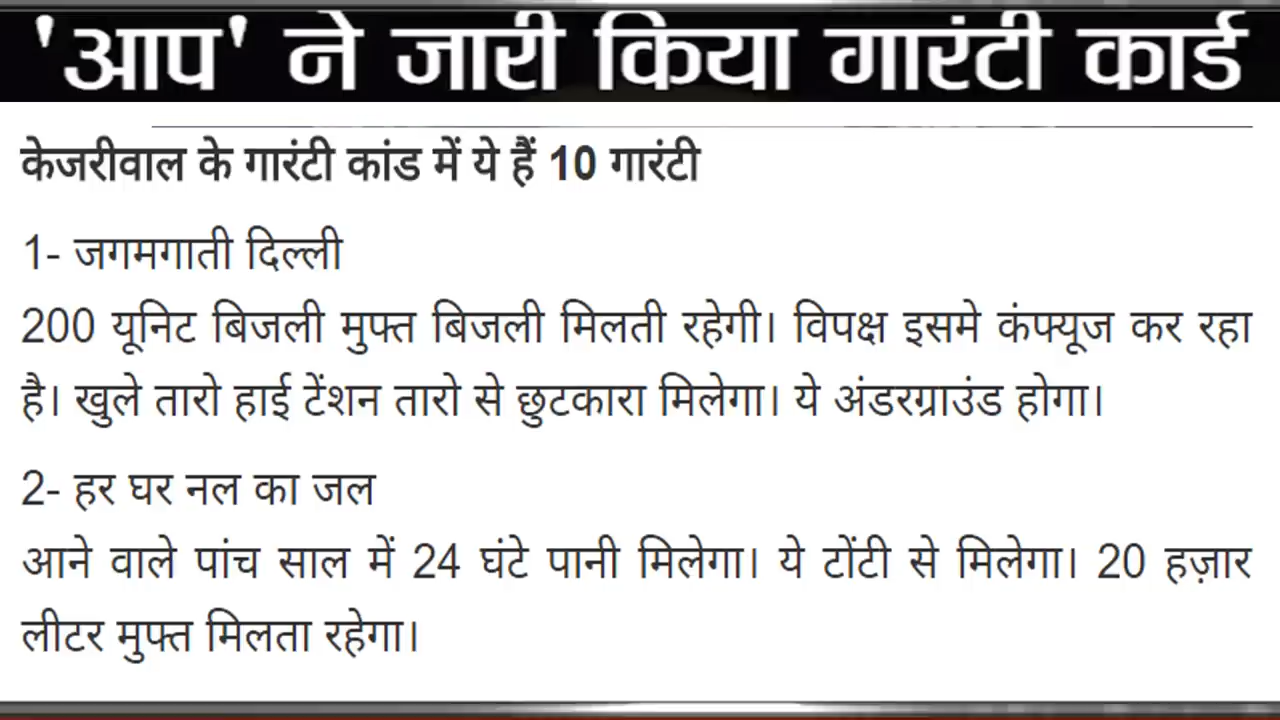 'आप' ने जारी किया गारंटी कार्ड
केजरीवाल के गारंटी कांड में ये हैं 10 गारंटी
1- जगमगाती दिल्ली
200 यूनिट बिजली मुफ्त बिजली मिलती रहेगी। विपक्ष इसमे कंफ्यूज कर रहा
है। खुले तारो हाई टेंशन तारो से छुटकारा मिलेगा। ये अंडरग्राउंड होगा।
2- हर घर नल का जल
आने वाले पांच साल में 24 घंटे पानी मिलेगा। ये टोंटी से मिलेगा। 20 हज़ार
लीटर मुफ्त मिलता रहेगा।